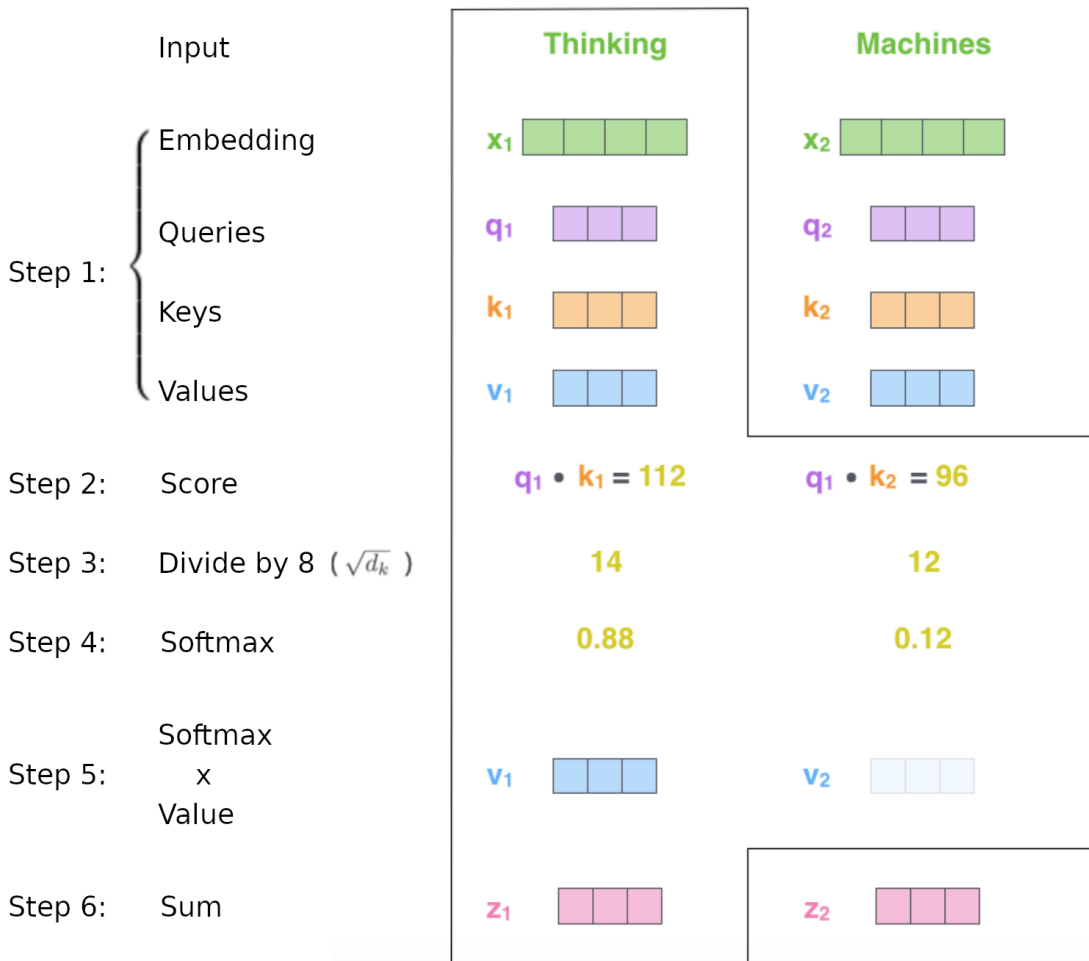 Input Thinking Machines
Embedding x₁ x₂
Queries q₁ q₂
Step 1:
Keys k₁ k₂
Values v₁ v₂
Step 2: Score q₁ • k₁ = 112 q₁ • k₂ = 96
Step 3: Divide by 8 ( √dₖ ) 14 12
Step 4: Softmax 0.88 0.12
Softmax
Step 5: x v₁ v₂
Value
Step 6: Sum z₁ z₂